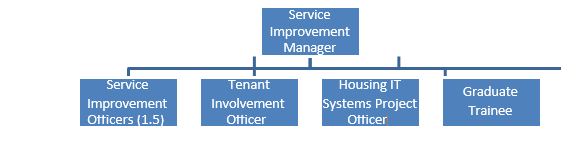 Service
Improvement
Manager
Service
Improvement
Officers (1.5)
Tenant
Involvement
Officer
Housing IT
Systems Project
Officer
Graduate
Trainee